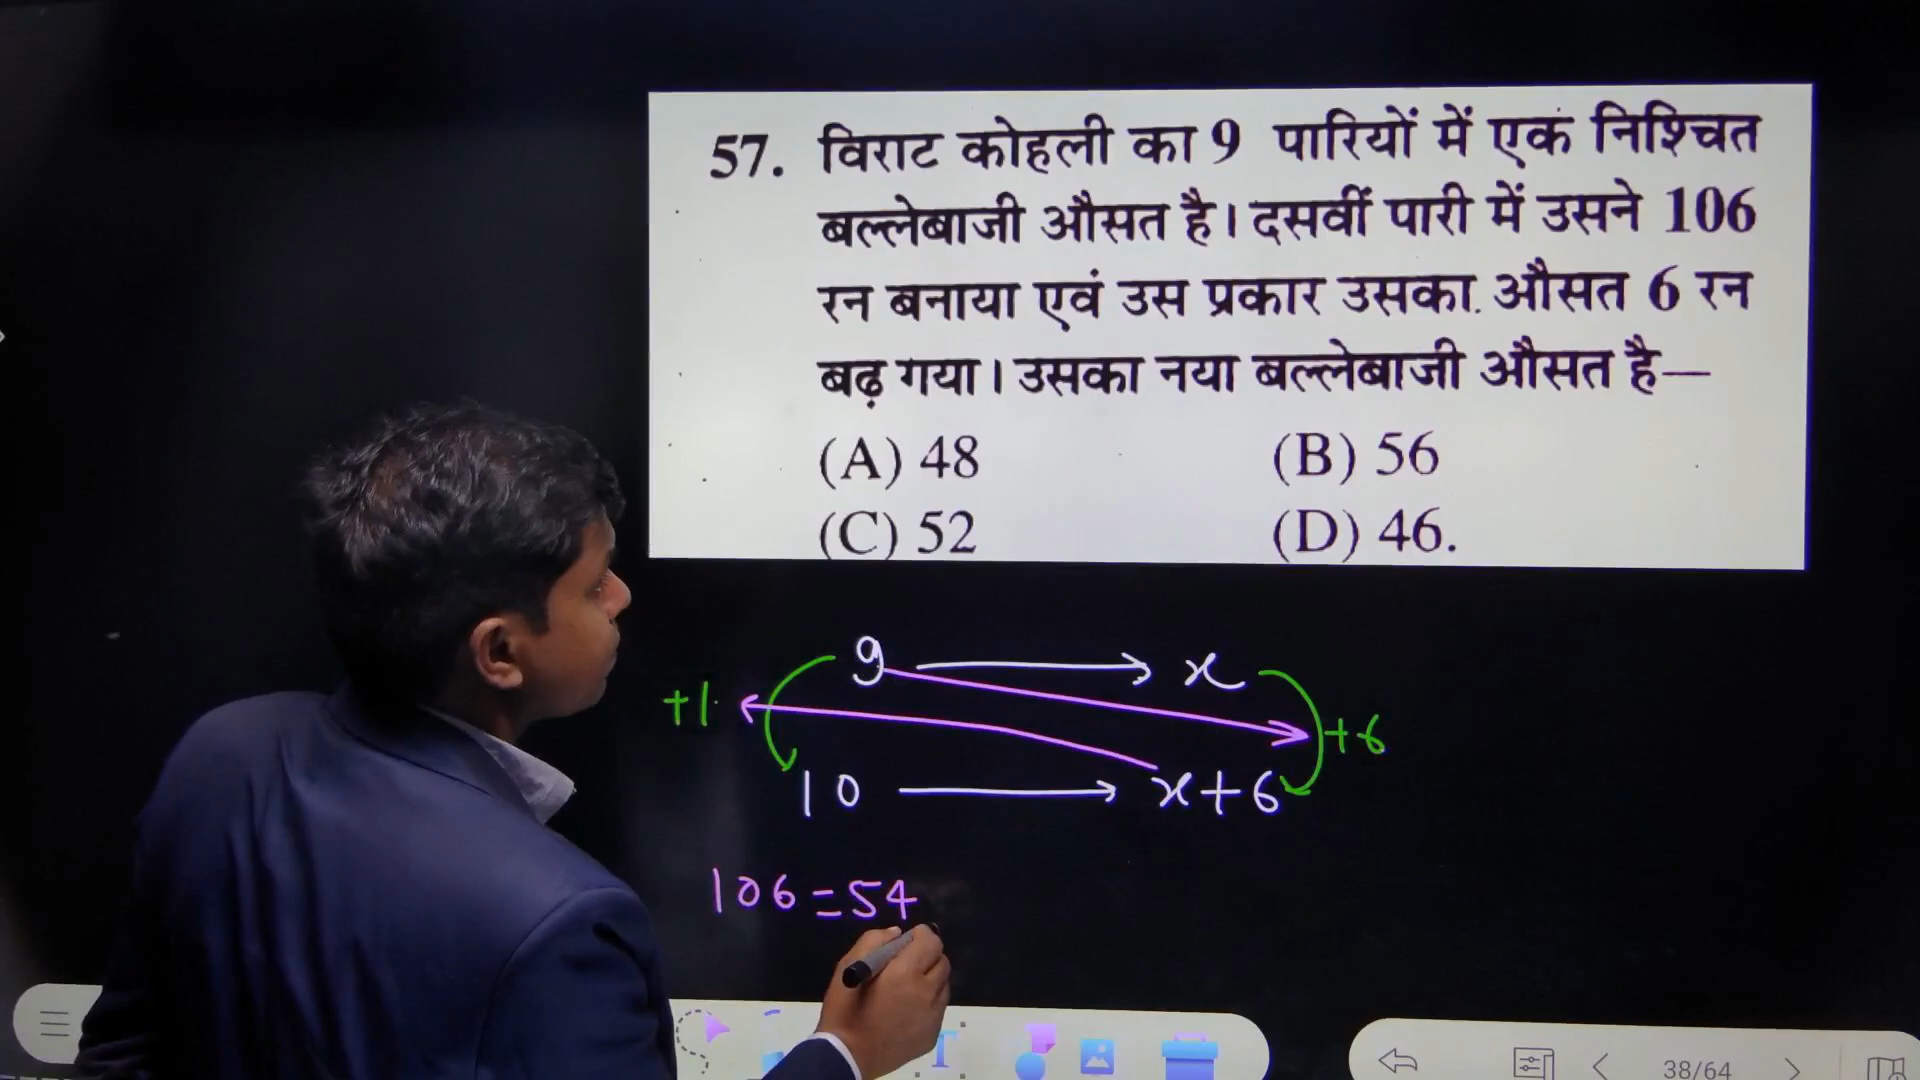 57. विराट कोहली का 9 पारियों में एक निश्चित
बल्लेबाजी औसत है। दसवीं पारी में उसने 106
रन बनाया एवं उस प्रकार उसका. औसत 6 रन
बढ़ गया। उसका नया बल्लेबाजी औसत है—
(A) 48 (B) 56
(C) 52 (D) 46.
9 → x
+1 +6
10 → x+6
106=54
T
38/64